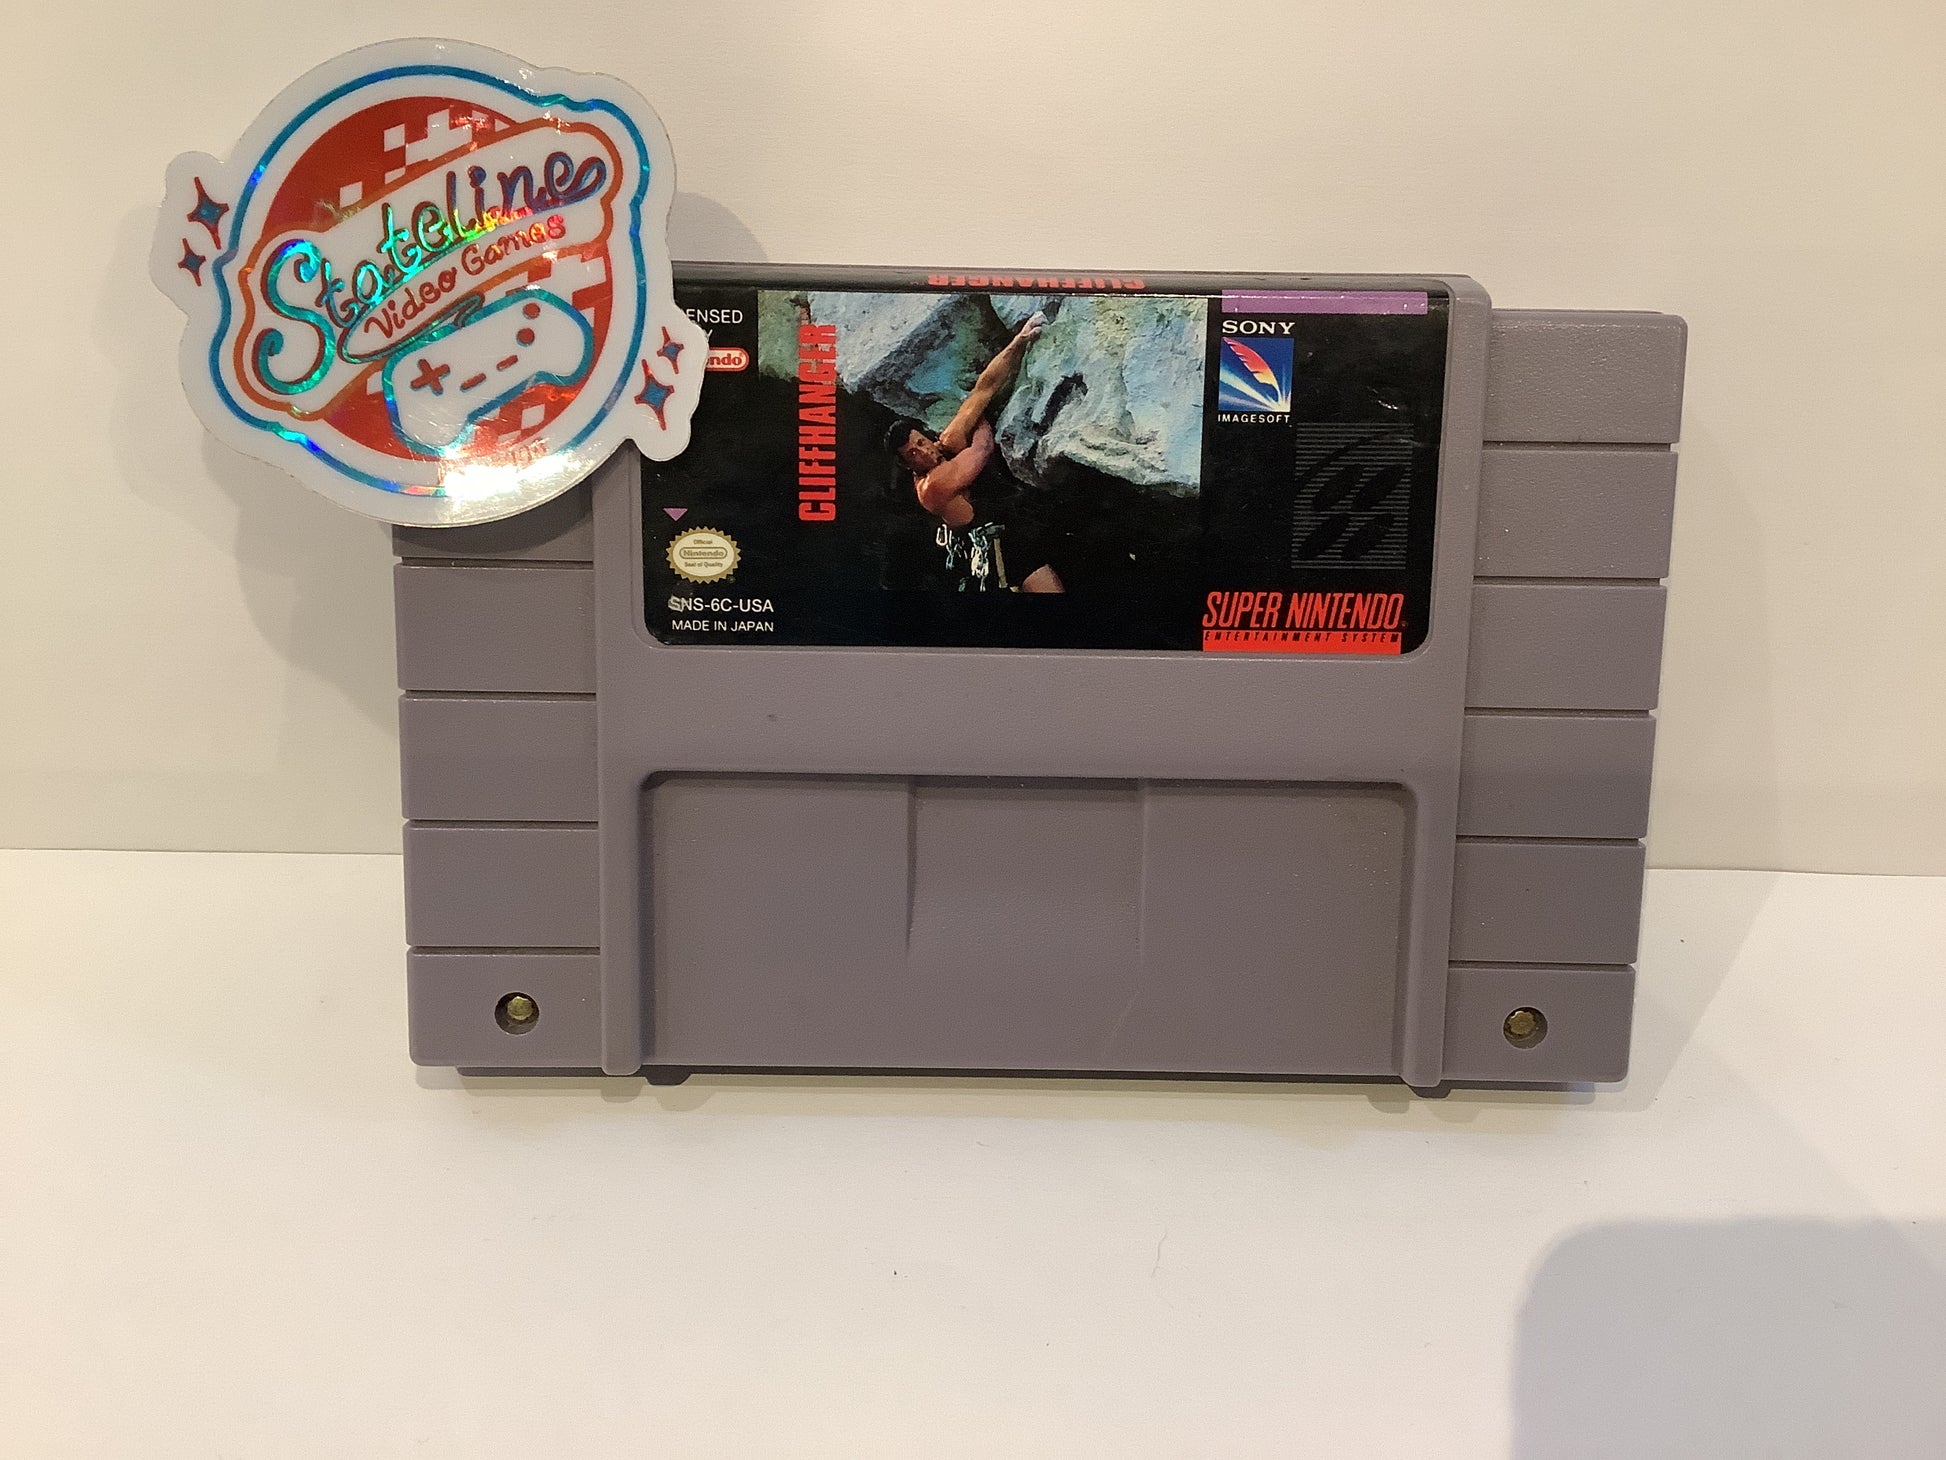 Stateline
Video Games
CLIFFHANGER
ENSED
Y
ndo
CLIFFHANGER
SONY
IMAGESOFT
Official
Nintendo
Seal of Quality
SNS-6C-USA
MADE IN JAPAN
SUPER NINTENDO
ENTERTAINMENT SYSTEM